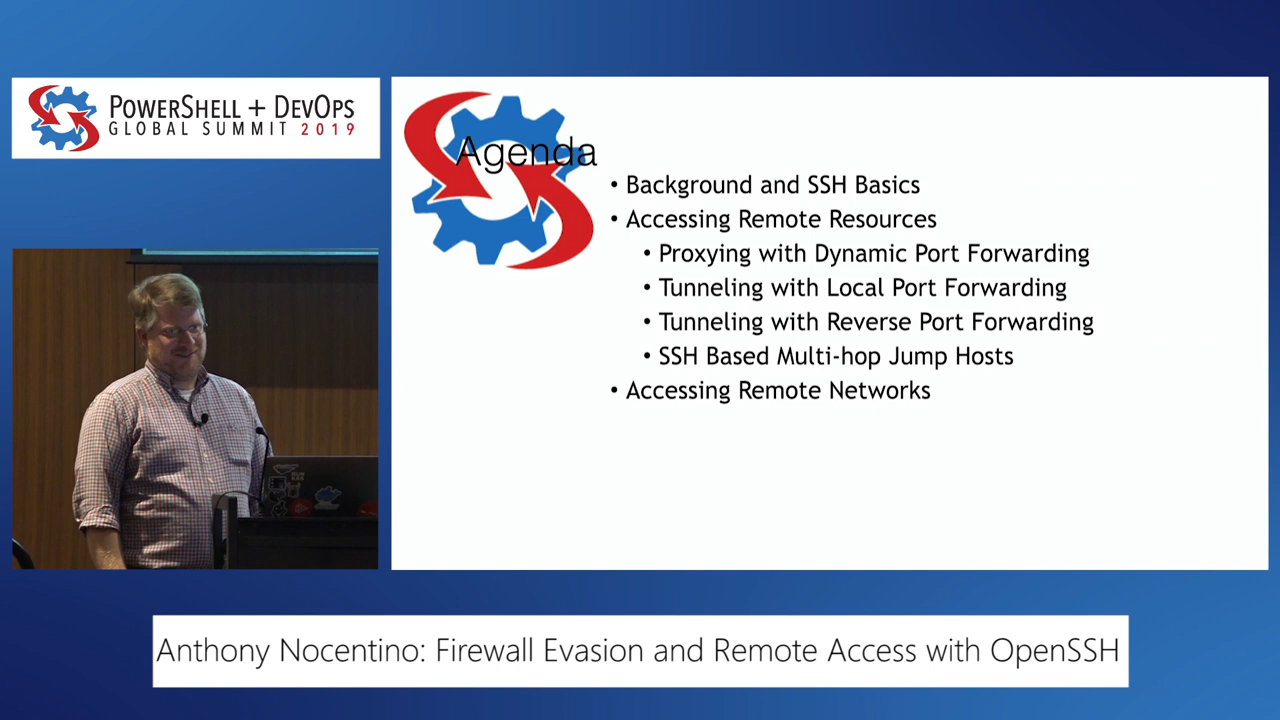 POWERSHELL + DEVOPS
GLOBAL SUMMIT 2019
Agenda
• Background and SSH Basics
• Accessing Remote Resources
• Proxying with Dynamic Port Forwarding
• Tunneling with Local Port Forwarding
• Tunneling with Reverse Port Forwarding
• SSH Based Multi-hop Jump Hosts
• Accessing Remote Networks
Anthony Nocentino: Firewall Evasion and Remote Access with OpenSSH